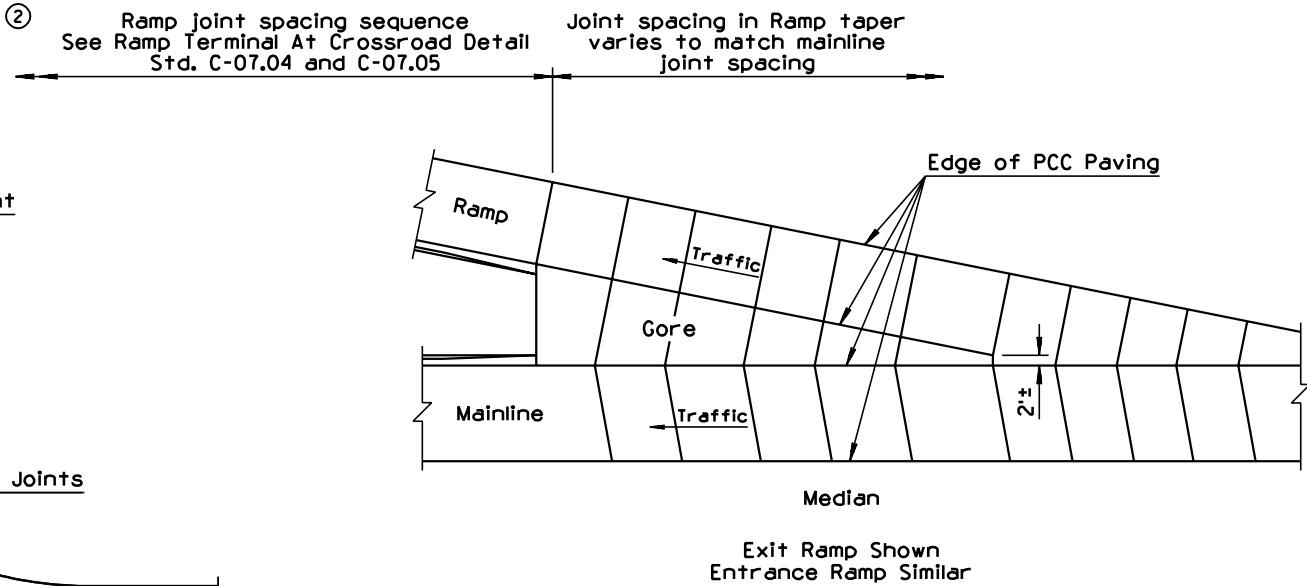 ②
Ramp joint spacing sequence
See Ramp Terminal At Crossroad Detail
Std. C-07.04 and C-07.05
Joint spacing in Ramp taper
varies to match mainline
joint spacing
Edge of PCC Paving
Ramp
Traffic
Gore
2'±
Mainline
Traffic
Joints
Median
Exit Ramp Shown
Entrance Ramp Similar